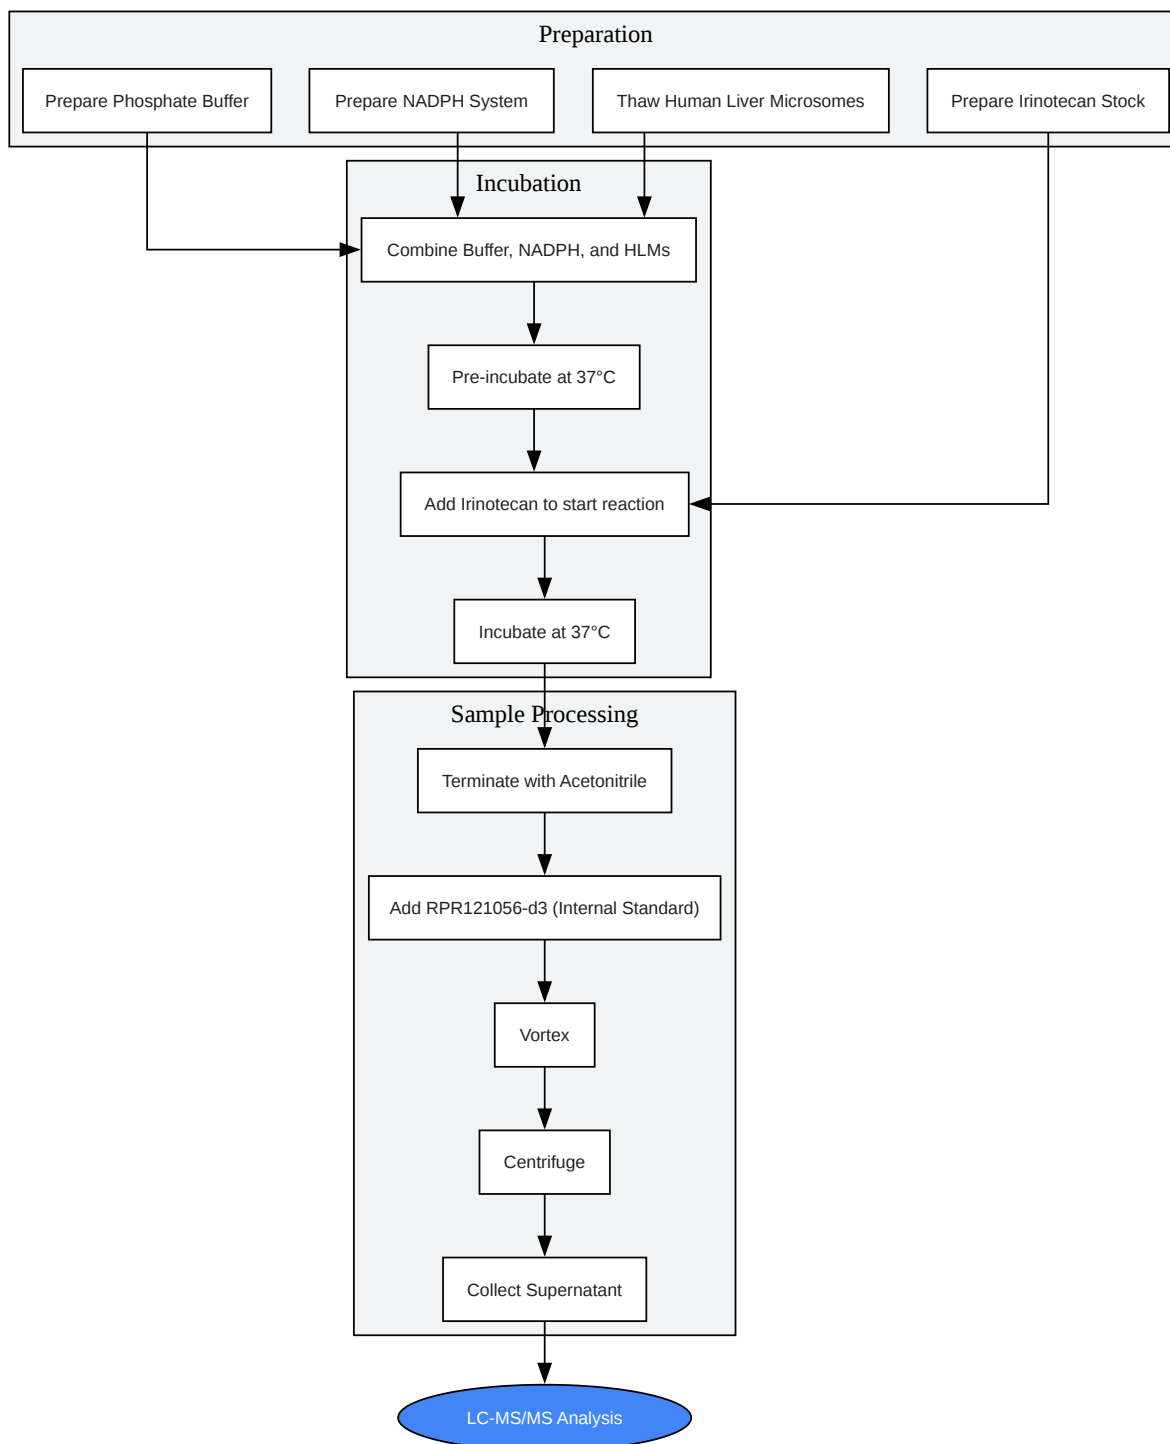 Preparation
Prepare Phosphate Buffer
Prepare NADPH System
Thaw Human Liver Microsomes
Prepare Irinotecan Stock
Incubation
Combine Buffer, NADPH, and HLMs
Pre-incubate at 37°C
Add Irinotecan to start reaction
Incubate at 37°C
Sample Processing
Terminate with Acetonitrile
Add RPR121056-d3 (Internal Standard)
Vortex
Centrifuge
Collect Supernatant
LC-MS/MS Analysis